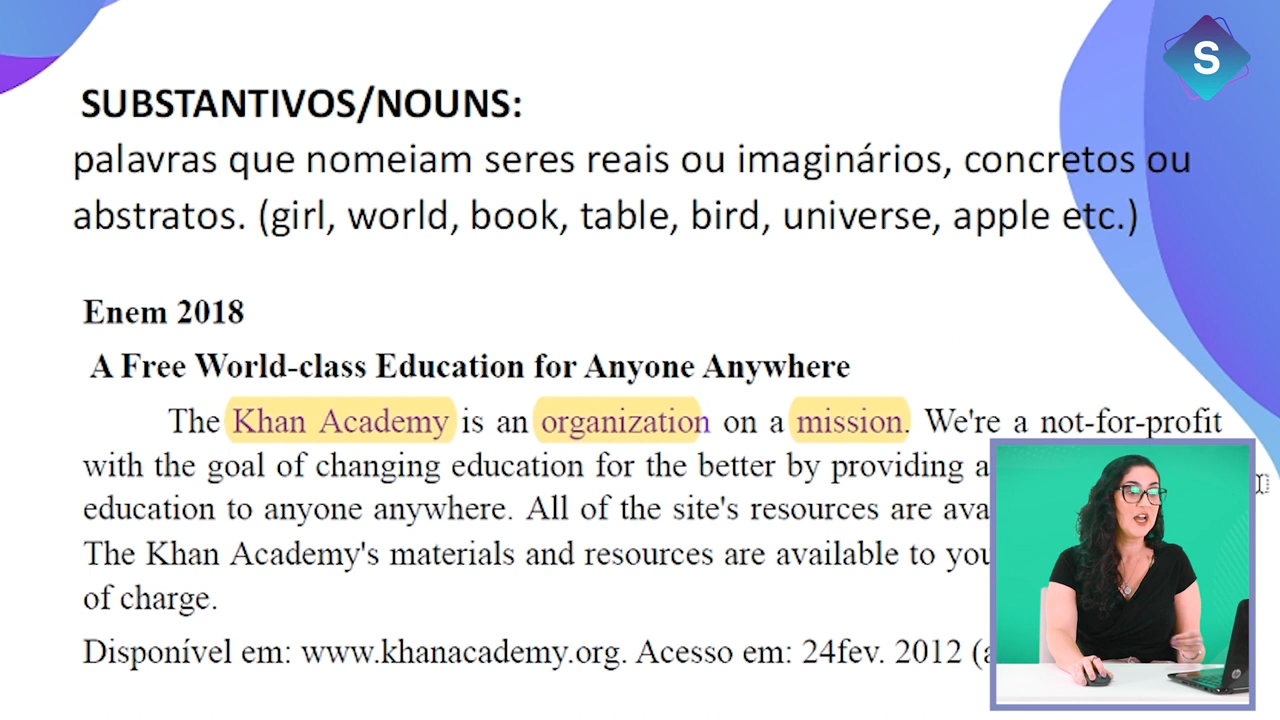 S
SUBSTANTIVOS/NOUNS:
palavras que nomeiam seres reais ou imaginários, concretos ou
abstratos. (girl, world, book, table, bird, universe, apple etc.)
Enem 2018
A Free World-class Education for Anyone Anywhere
The Khan Academy is an organization on a mission. We're a not-for-profit
with the goal of changing education for the better by providing a
education to anyone anywhere. All of the site's resources are
The Khan Academy's materials and resources are available to
of charge.
Disponível em: www.khanacademy.org. Acesso em: 24fev. 2012
hp